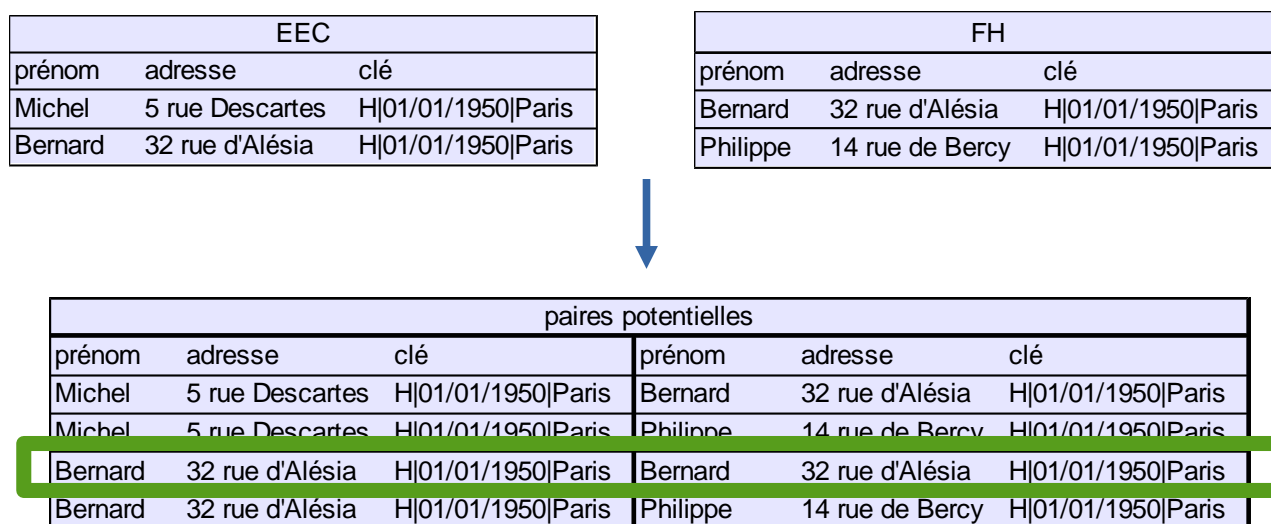 EEC
prénom adresse clé
Michel 5 rue Descartes H|01/01/1950|Paris
Bernard 32 rue d'Alésia H|01/01/1950|Paris
FH
prénom adresse clé
Bernard 32 rue d'Alésia H|01/01/1950|Paris
Philippe 14 rue de Bercy H|01/01/1950|Paris
paires potentielles
prénom adresse clé prénom adresse clé
Michel 5 rue Descartes H|01/01/1950|Paris Bernard 32 rue d'Alésia H|01/01/1950|Paris
Michel 5 rue Descartes H|01/01/1950|Paris Philippe 14 rue de Bercy H|01/01/1950|Paris
Bernard 32 rue d'Alésia H|01/01/1950|Paris Bernard 32 rue d'Alésia H|01/01/1950|Paris
Bernard 32 rue d'Alésia H|01/01/1950|Paris Philippe 14 rue de Bercy H|01/01/1950|Paris